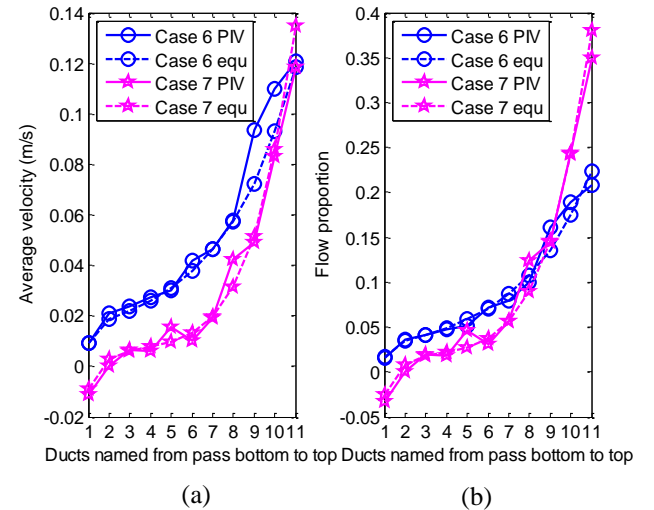 0.14
0.12
0.1
0.08
0.06
0.04
0.02
0
-0.02
Average velocity (m/s)
Case 6 PIV
Case 6 equ
Case 7 PIV
Case 7 equ
1 2 3 4 5 6 7 8 9 10 11
Ducts named from pass bottom to top
(a)
0.4
0.35
0.3
0.25
0.2
0.15
0.1
0.05
0
-0.05
Flow proportion
Case 6 PIV
Case 6 equ
Case 7 PIV
Case 7 equ
1 2 3 4 5 6 7 8 9 10 11
Ducts named from pass bottom to top
(b)